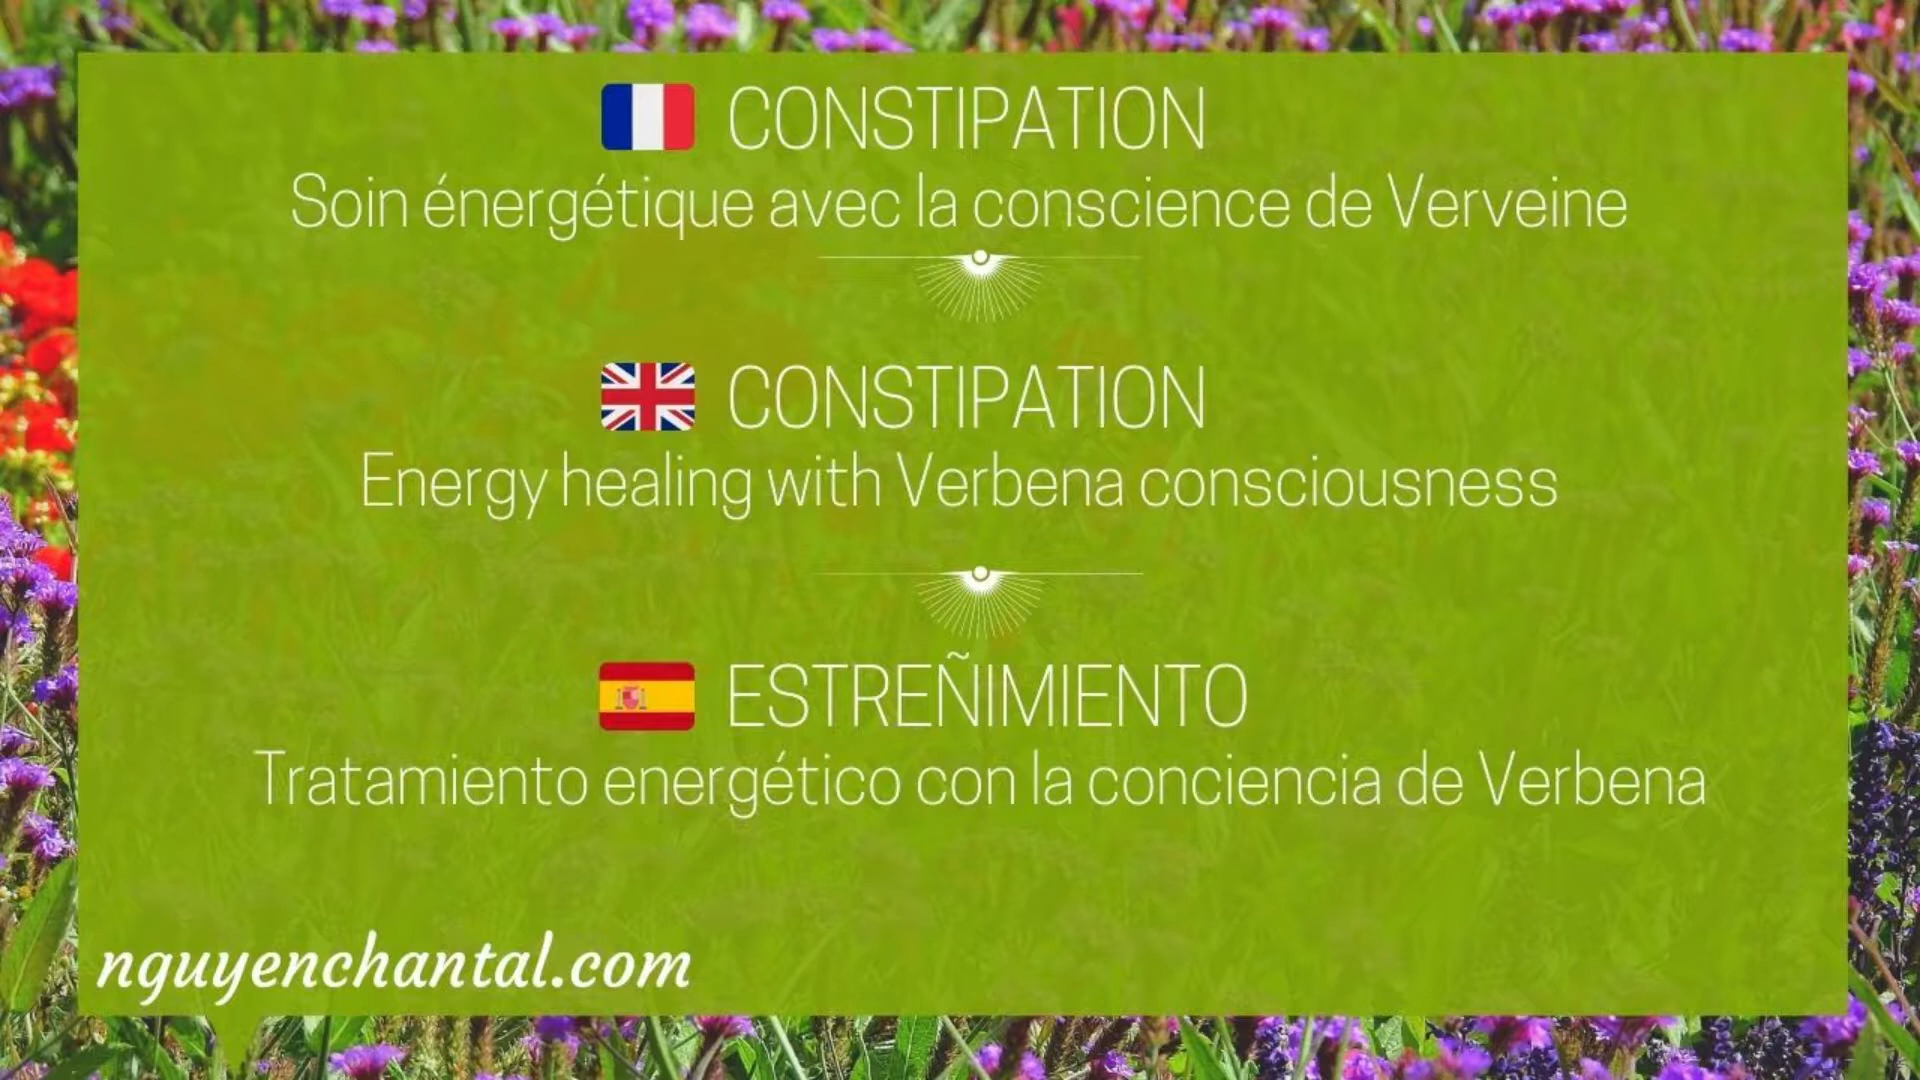 CONSTIPATION
Soin énergétique avec la conscience de Verveine
CONSTIPATION
Energy healing with Verbena consciousness
ESTREÑIMIENTO
Tratamiento energético con la conciencia de Verbena
nguyenchantal.com